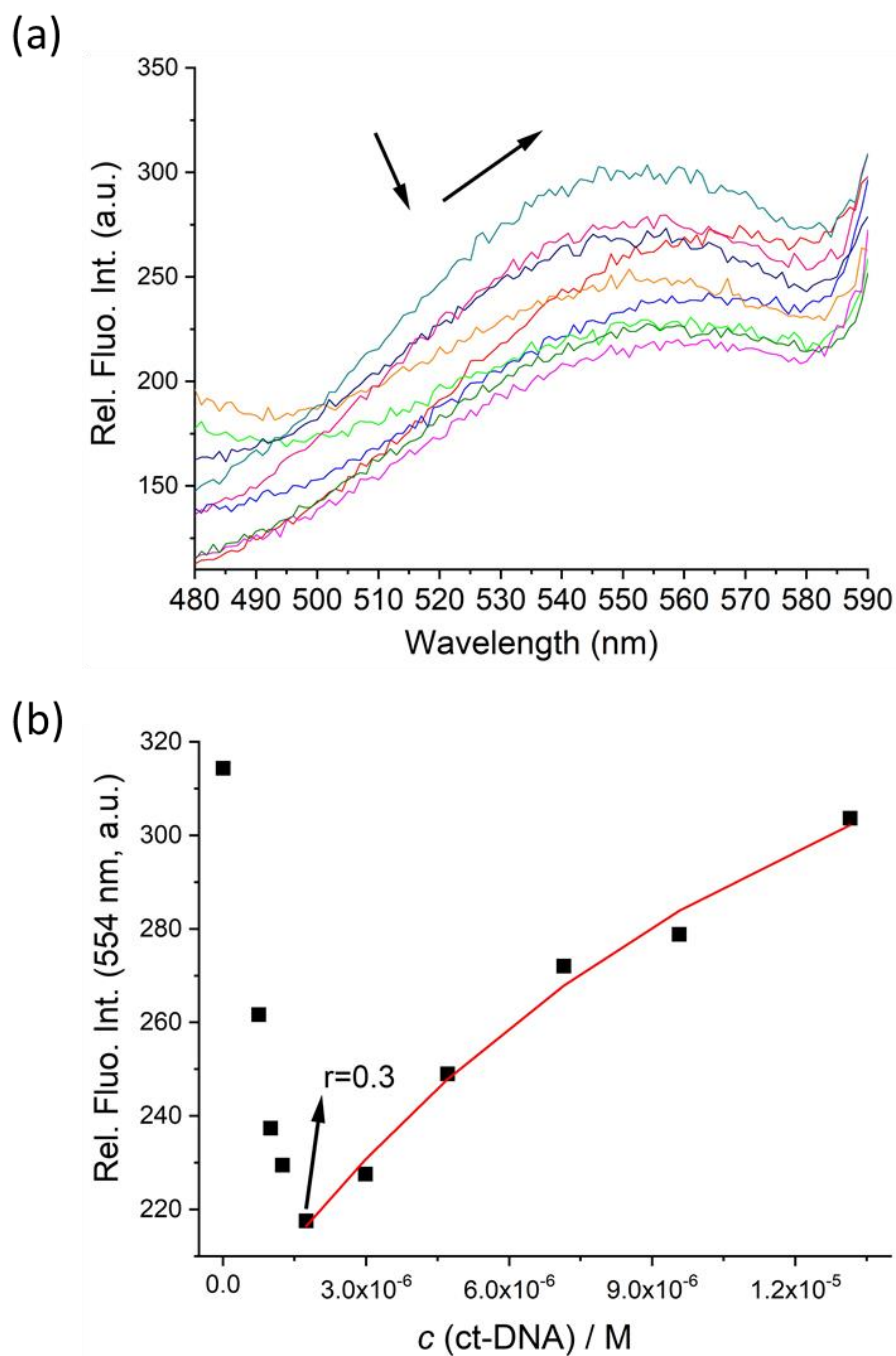 (a)
350
300
250
200
150
Rel. Fluo. Int. (a.u.)
480 490 500 510 520 530 540 550 560 570 580 590
Wavelength (nm)
(b)
320
300
280
260
240
220
Rel. Fluo. Int. (554 nm, a.u.)
r=0.3
0.0 3.0x10⁻⁶ 6.0x10⁻⁶ 9.0x10⁻⁶ 1.2x10⁻⁵
c (ct-DNA) / M